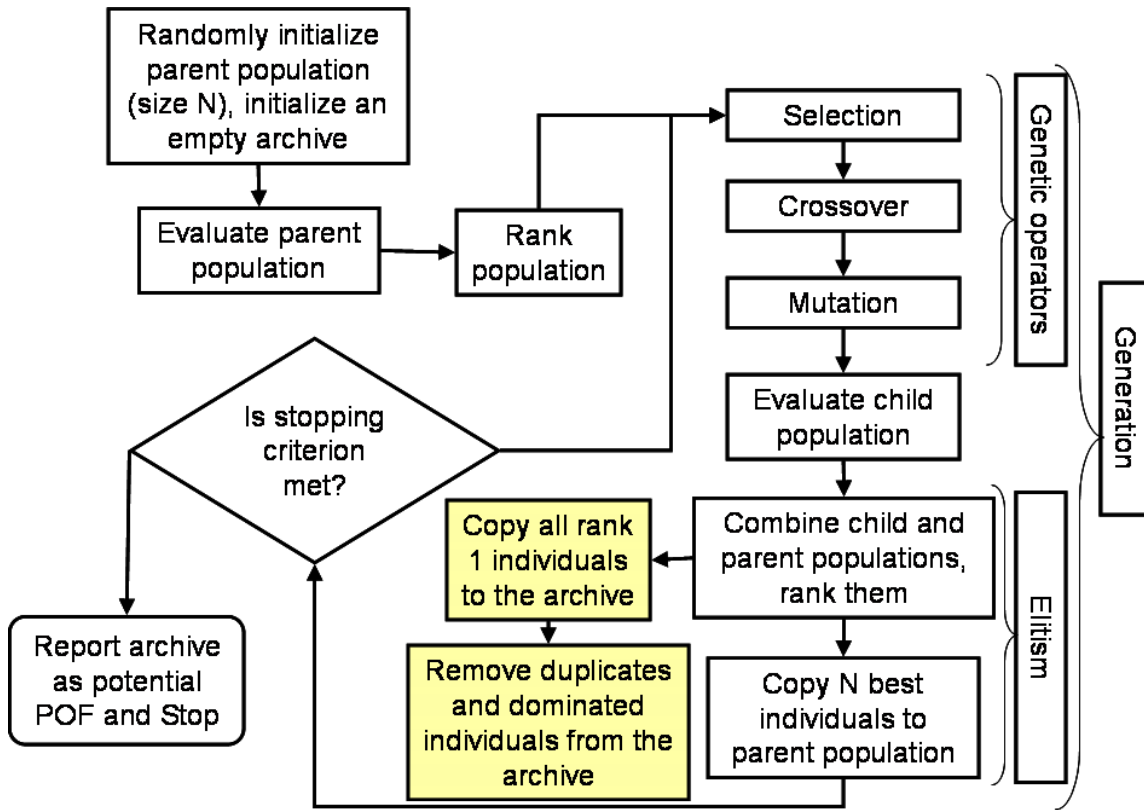 Randomly initialize
parent population
(size N), initialize an
empty archive
Evaluate parent
population
Rank
population
Selection
Crossover
Mutation
Genetic operators
Evaluate child
population
Generation
Is stopping
criterion
met?
Combine child and
parent populations,
rank them
Copy all rank
1 individuals
to the archive
Elitism
Remove duplicates
and dominated
individuals from the
archive
Copy N best
individuals to
parent population
Report archive
as potential
POF and Stop